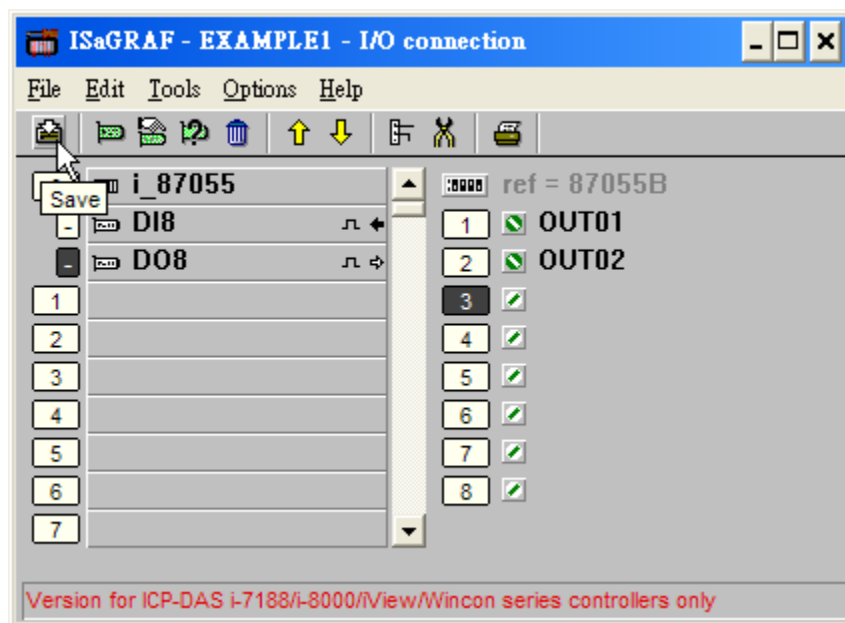 ISaGRAF - EXAMPLE1 - I/O connection
File Edit Tools Options Help
i_87055
Save
- DI8
- DO8
1
2
3
4
5
6
7
ref = 87055B
1 OUT01
2 OUT02
3
4
5
6
7
8
Version for ICP-DAS i-7188/i-8000/iView/Wincon series controllers only